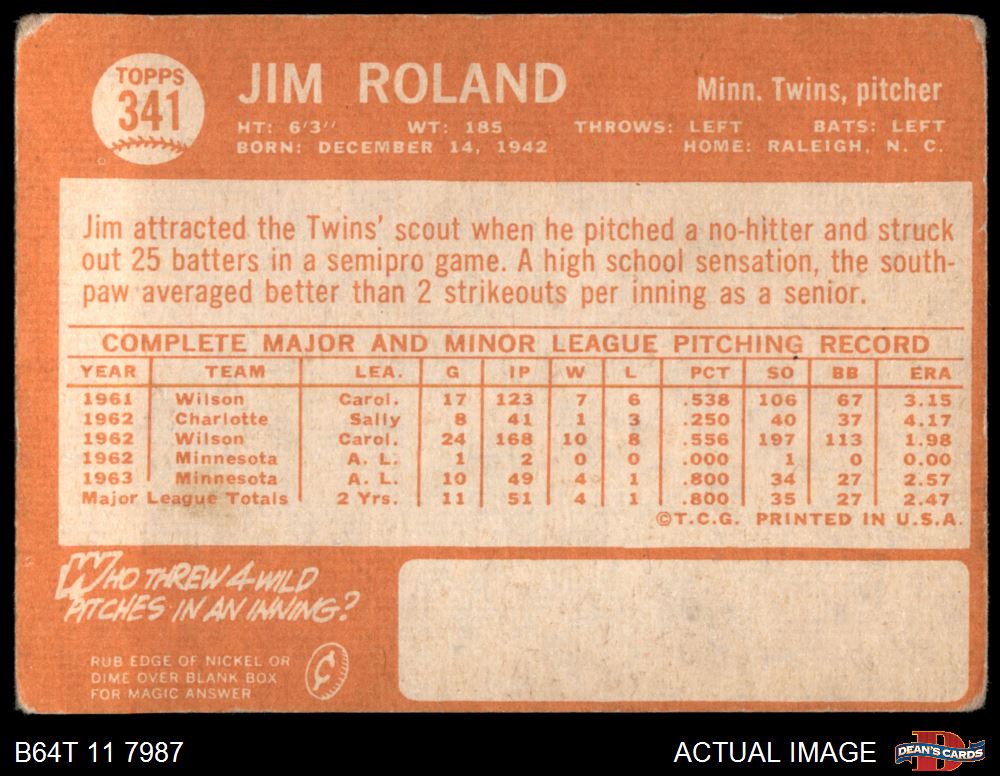 TOPPS
341
JIM ROLAND
Minn. Twins, pitcher
HT: 6'3" WT: 185 THROWS: LEFT BATS: LEFT
BORN: DECEMBER 14, 1942 HOME: RALEIGH, N. C.
Jim attracted the Twins' scout when he pitched a no-hitter and struck
out 25 batters in a semipro game. A high school sensation, the south-
paw averaged better than 2 strikeouts per inning as a senior.
COMPLETE MAJOR AND MINOR LEAGUE PITCHING RECORD
YEAR TEAM LEA. G IP W L PCT SO BB ERA
1961 Wilson Carol. 17 123 7 6 .538 106 67 3.15
1962 Charlotte Sally 8 41 1 3 .250 40 37 4.17
1962 Wilson Carol. 24 168 10 8 .556 197 113 1.98
1962 Minnesota A. L. 1 2 0 0 .000 1 0 0.00
1963 Minnesota A. L. 10 49 4 1 .800 34 27 2.57
Major League Totals 2 Yrs. 11 51 4 1 .800 35 27 2.47
©T.C.G. PRINTED IN U.S.A.
WHO THREW 4 WILD
PITCHES IN AN INNING?
RUB EDGE OF NICKEL OR
DIME OVER BLANK BOX
FOR MAGIC ANSWER
B64T 11 7987
ACTUAL IMAGE
D
DEAN'S CARDS